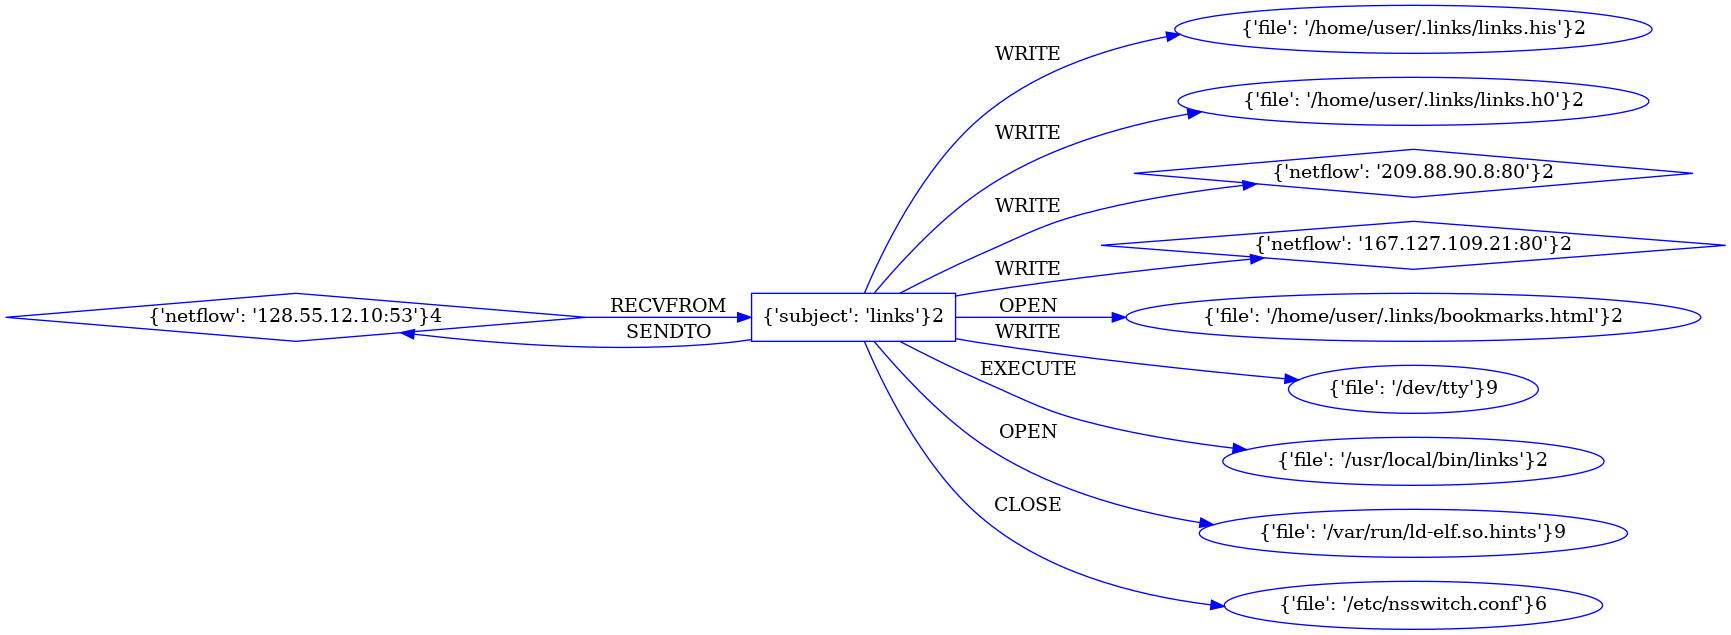 {'file': '/home/user/.links/links.his'}2
WRITE
{'file': '/home/user/.links/links.h0'}2
WRITE
{'netflow': '209.88.90.8:80'}2
WRITE
{'netflow': '167.127.109.21:80'}2
WRITE
{'netflow': '128.55.12.10:53'}4
RECVFROM
SENDTO
{'subject': 'links'}2
OPEN
{'file': '/home/user/.links/bookmarks.html'}2
WRITE
{'file': '/dev/tty'}9
EXECUTE
{'file': '/usr/local/bin/links'}2
OPEN
{'file': '/var/run/ld-elf.so.hints'}9
CLOSE
{'file': '/etc/nsswitch.conf'}6